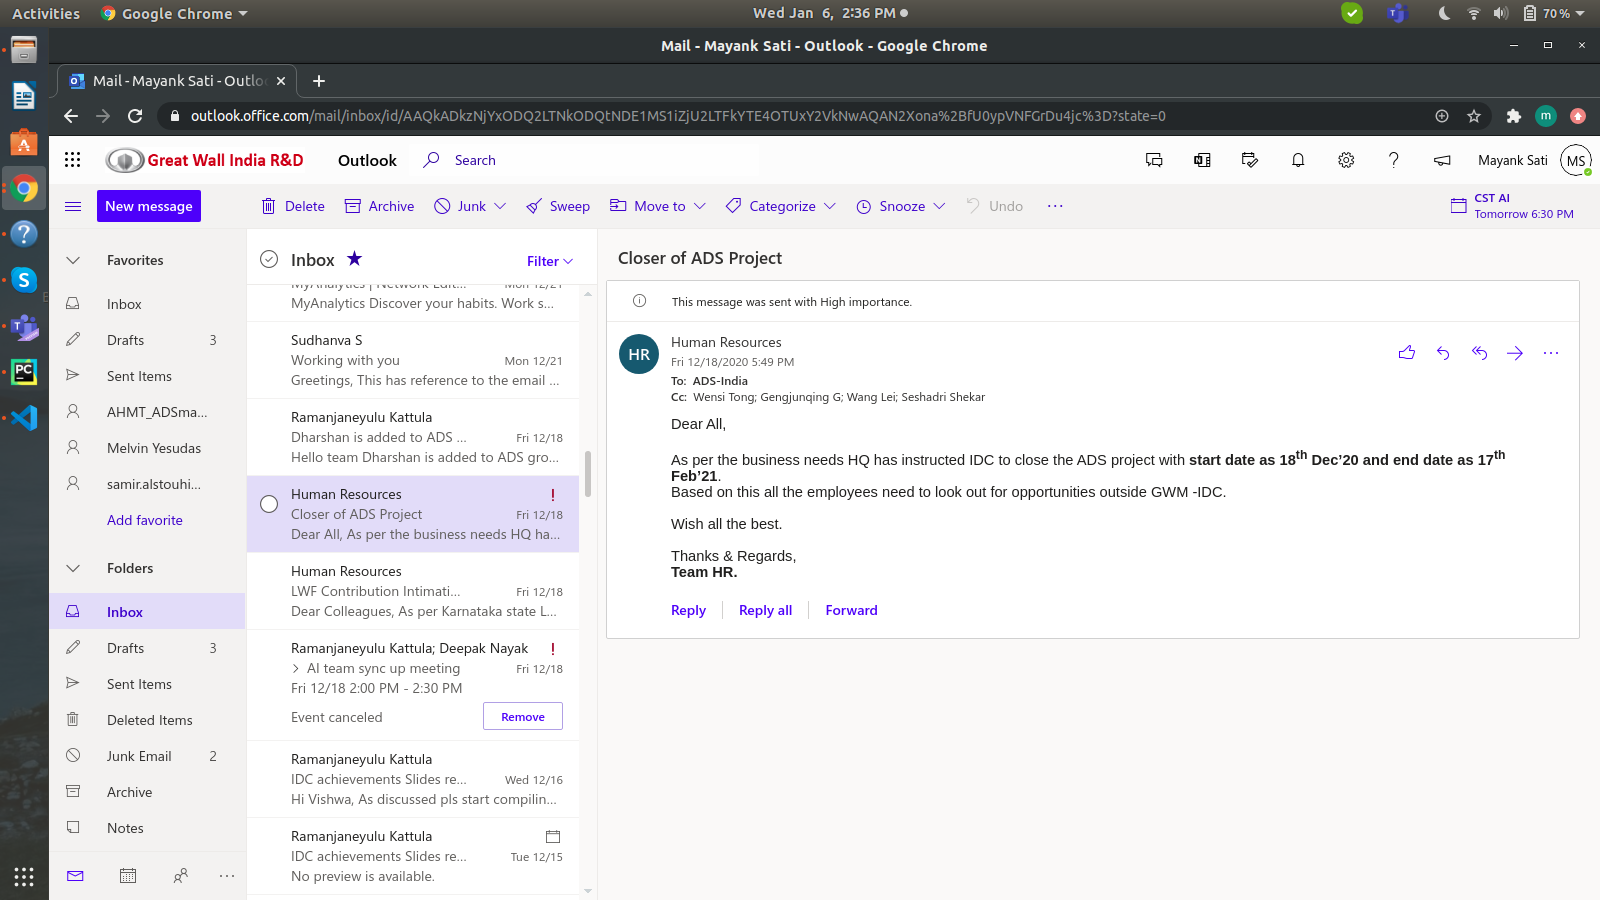 Activities
Google Chrome
Wed Jan 6, 2:36 PM
70 %
Mail - Mayank Sati - Outlook - Google Chrome
Mail - Mayank Sati - Outlo
outlook.office.com/mail/inbox/id/AAQkADkzNjYxODQ2LTNkODQtNDE1MS1iZjU2LTFkYTE4OTUxY2VkNwAQAN2Xona%2BfU0ypVNFGrDu4jc%3D?state=0
m
Great Wall India R&D
Outlook
Search
Mayank Sati
MS
New message
Delete
Archive
Junk
Sweep
Move to
Categorize
Snooze
Undo
CST AI
Tomorrow 6:30 PM
Favorites
Inbox
Drafts 3
Sent Items
AHMT_ADSma...
Melvin Yesudas
samir.alstouhi...
Add favorite
Folders
Inbox
Drafts 3
Sent Items
Deleted Items
Junk Email 2
Archive
Notes
Inbox
Filter
MyAnalytics | Network Edit... Mon 12/21
MyAnalytics Discover your habits. Work s...
Sudhanva S
Working with you Mon 12/21
Greetings, This has reference to the email ...
Ramanjaneyulu Kattula
Dharshan is added to ADS ... Fri 12/18
Hello team Dharshan is added to ADS gro...
Human Resources
Closer of ADS Project Fri 12/18
Dear All, As per the business needs HQ ha...
Human Resources
LWF Contribution Intimati... Fri 12/18
Dear Colleagues, As per Karnataka state L...
Ramanjaneyulu Kattula; Deepak Nayak
AI team sync up meeting Fri 12/18
Fri 12/18 2:00 PM - 2:30 PM
Event canceled Remove
Ramanjaneyulu Kattula
IDC achievements Slides re... Wed 12/16
Hi Vishwa, As discussed pls start compilin...
Ramanjaneyulu Kattula
IDC achievements Slides re... Tue 12/15
No preview is available.
Closer of ADS Project
This message was sent with High importance.
HR
Human Resources
Fri 12/18/2020 5:49 PM
To: ADS-India
Cc: Wensi Tong; Gengjunqing G; Wang Lei; Seshadri Shekar
Dear All,
As per the business needs HQ has instructed IDC to close the ADS project with start date as 18th Dec’20 and end date as 17th
Feb’21.
Based on this all the employees need to look out for opportunities outside GWM -IDC.
Wish all the best.
Thanks & Regards,
Team HR.
Reply
Reply all
Forward